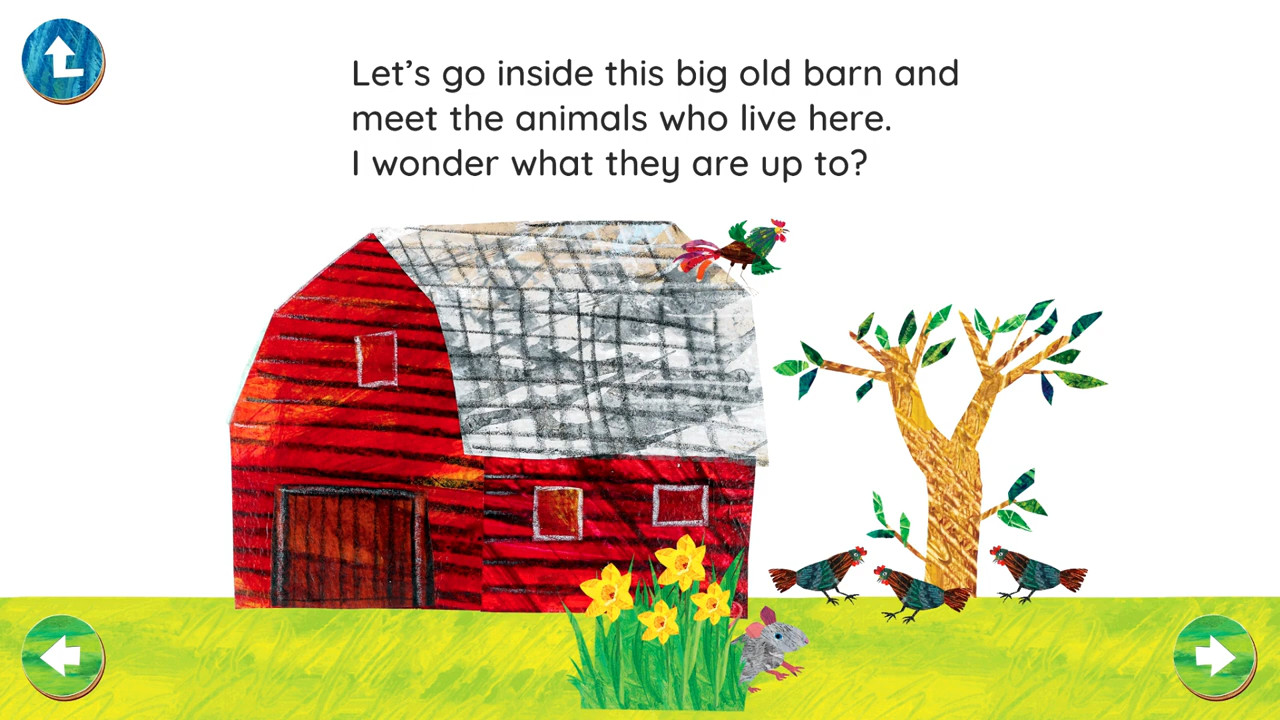 Let’s go inside this big old barn and
meet the animals who live here.
I wonder what they are up to?